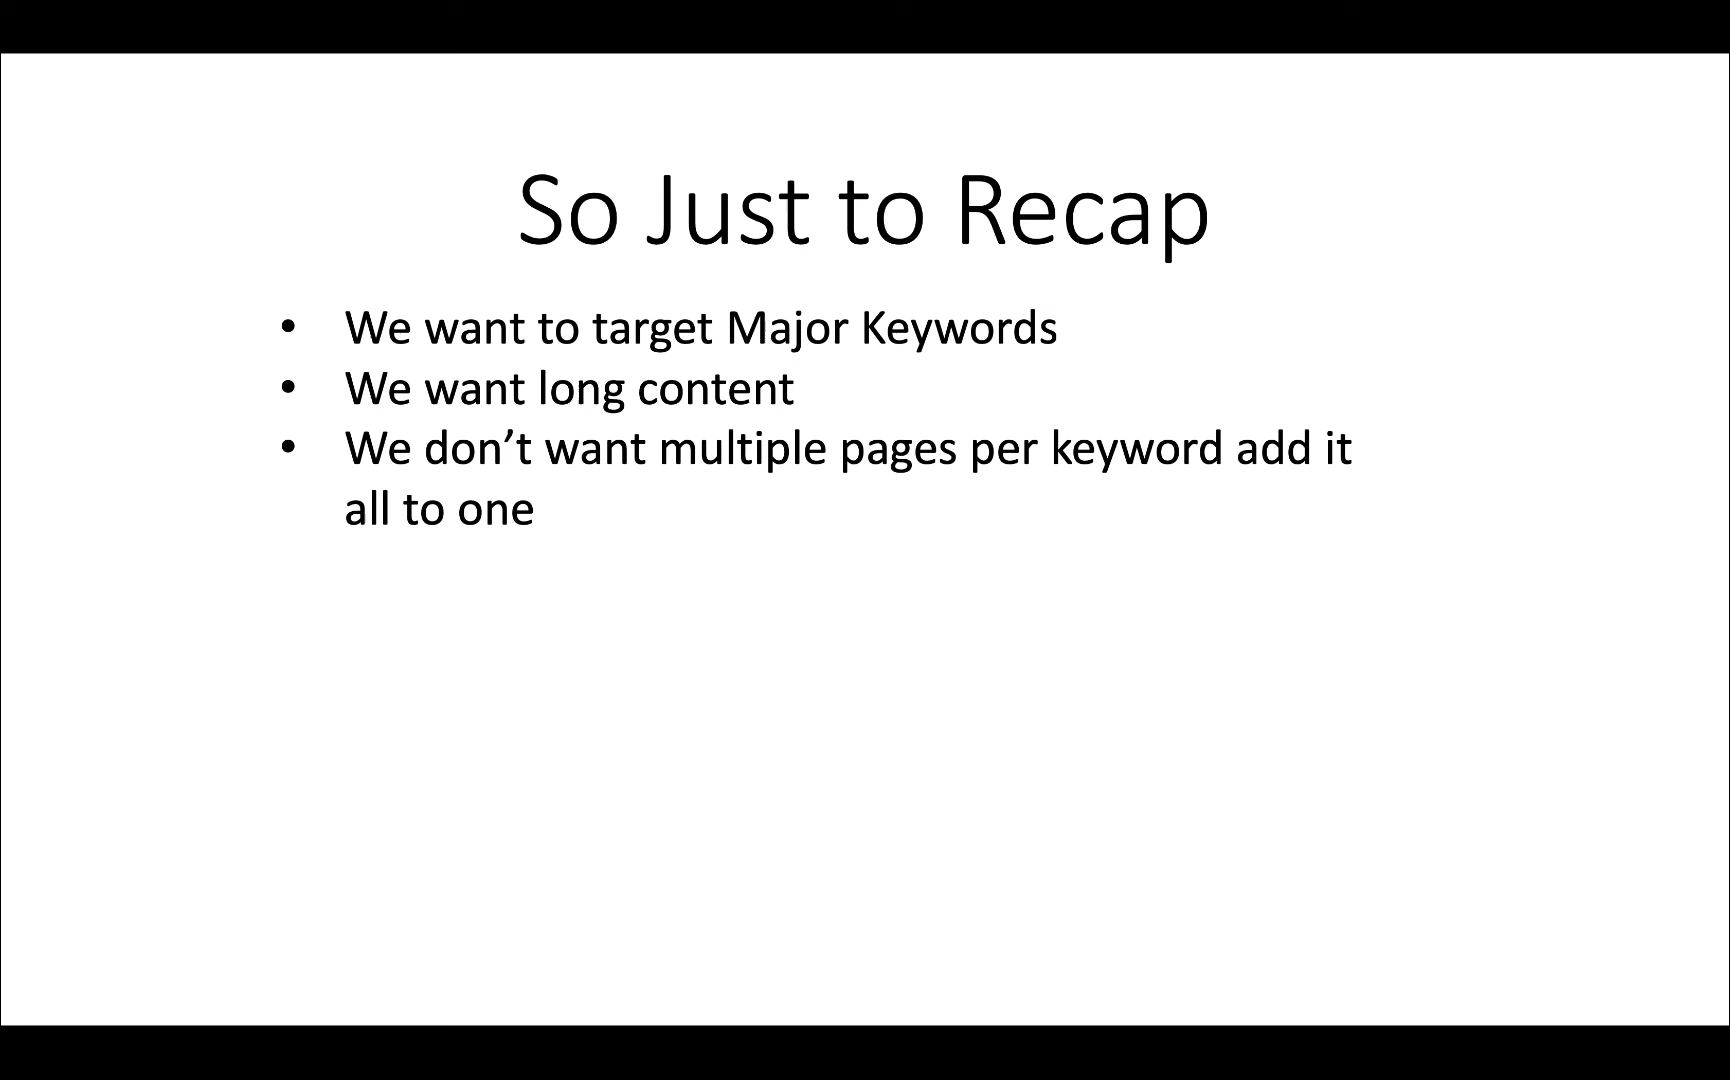 So Just to Recap
• We want to target Major Keywords
• We want long content
• We don’t want multiple pages per keyword add it
all to one